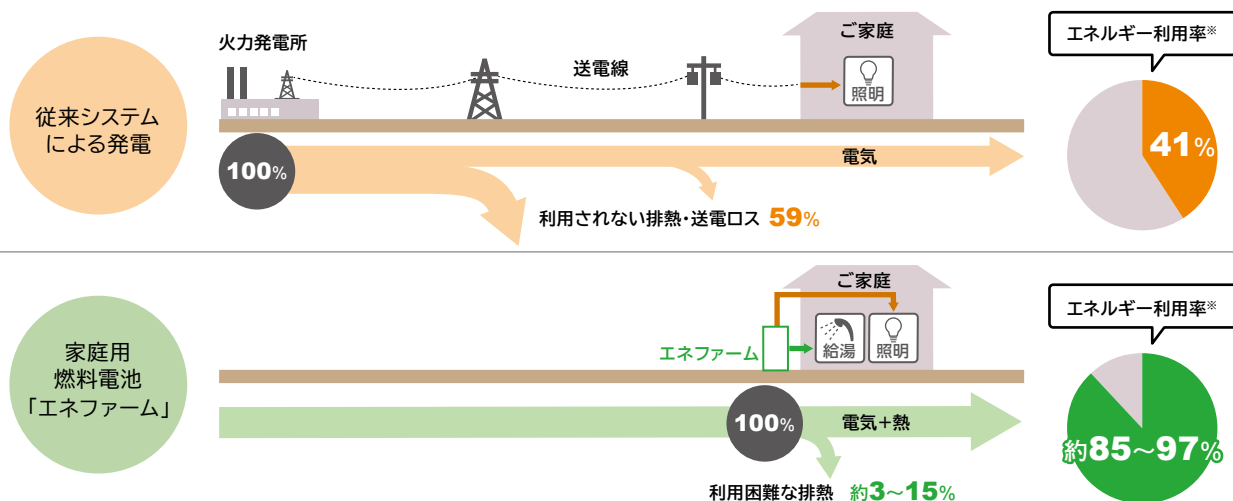 従来システム
による発電
火力発電所
送電線
ご家庭
照明
エネルギー利用率※
100%
電気
41%
利用されない排熱・送電ロス 59%
家庭用
燃料電池
「エネファーム」
ご家庭
エネファーム
給湯
照明
エネルギー利用率※
100%
電気+熱
約85～97%
利用困難な排熱 約3～15%